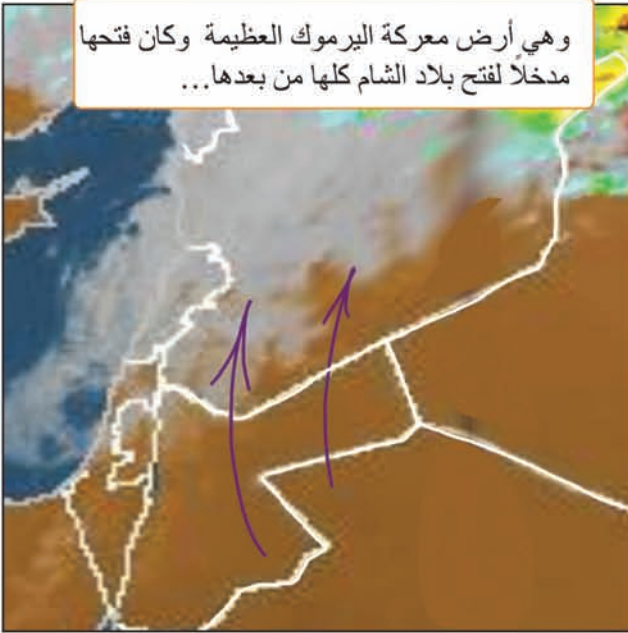 وهي أرض معركة اليرموك العظيمة وكان فتحها
مدخلاً لفتح بلاد الشام كلها من بعدها...